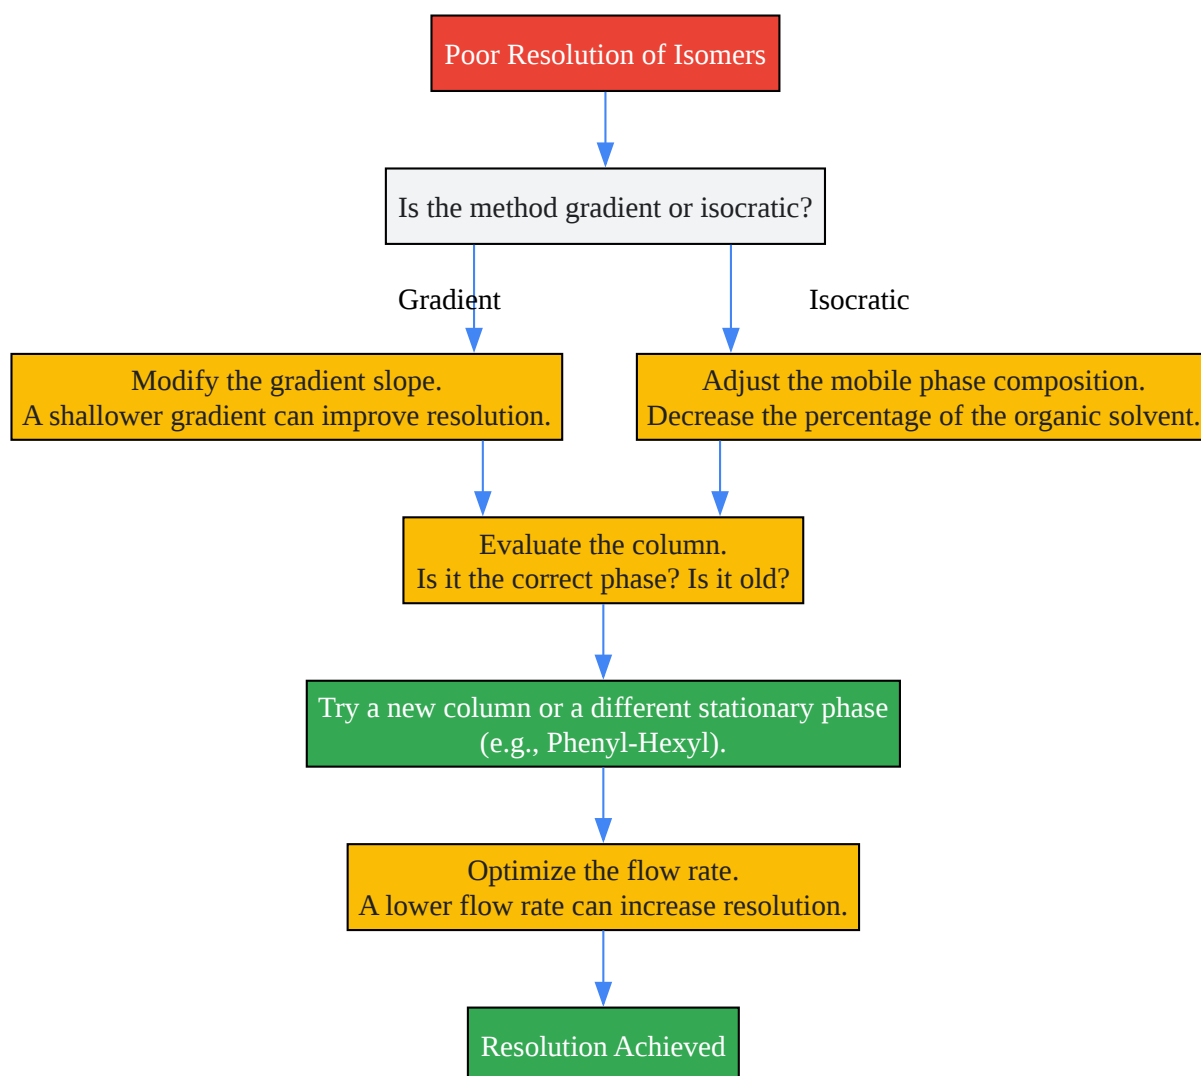 Poor Resolution of Isomers
Is the method gradient or isocratic?
Gradient
Isocratic
Modify the gradient slope.
A shallower gradient can improve resolution.
Adjust the mobile phase composition.
Decrease the percentage of the organic solvent.
Evaluate the column.
Is it the correct phase? Is it old?
Try a new column or a different stationary phase
(e.g., Phenyl-Hexyl).
Optimize the flow rate.
A lower flow rate can increase resolution.
Resolution Achieved